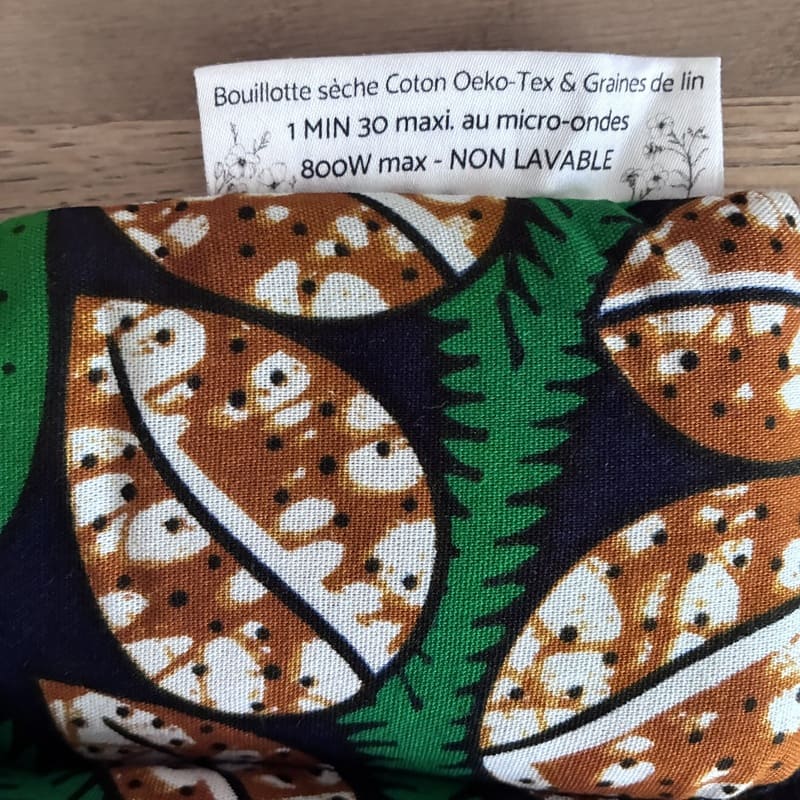 Bouillotte sèche Coton Oeko-Tex & Graines de lin
1 MIN 30 maxi. au micro-ondes
800W max - NON LAVABLE